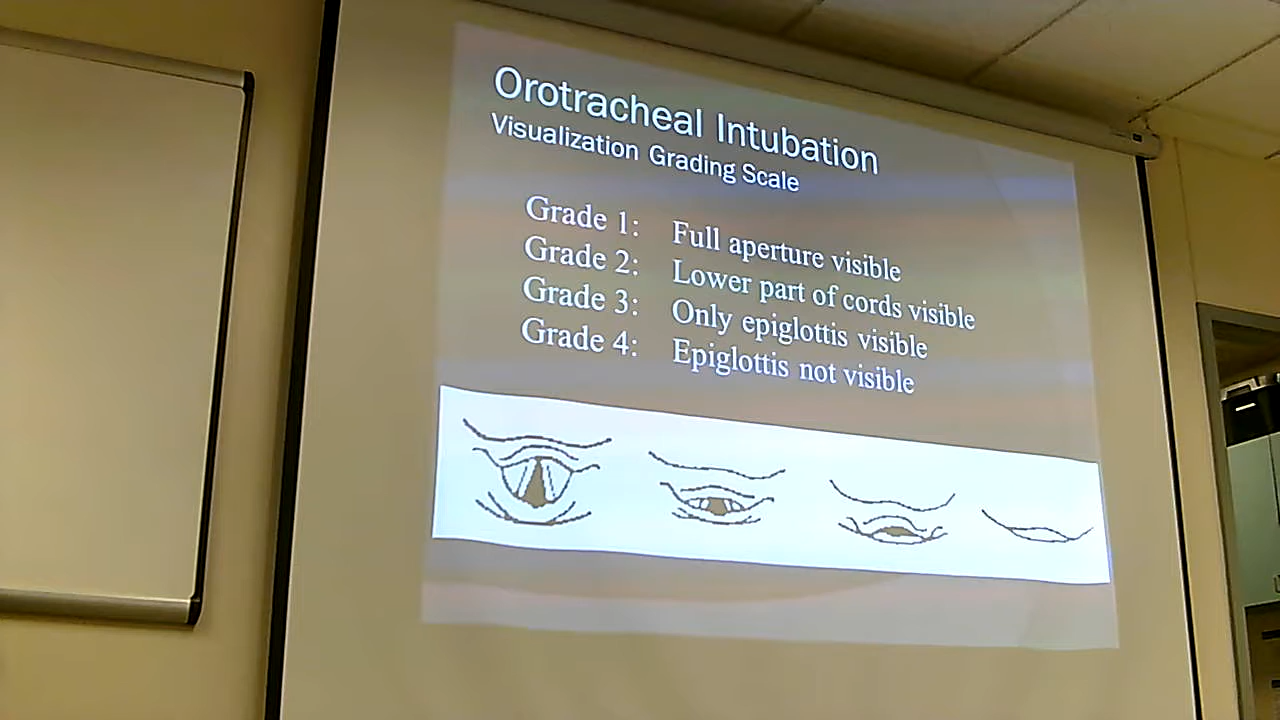 Orotracheal Intubation
Visualization Grading Scale
Grade 1: Full aperture visible
Grade 2: Lower part of cords visible
Grade 3: Only epiglottis visible
Grade 4: Epiglottis not visible